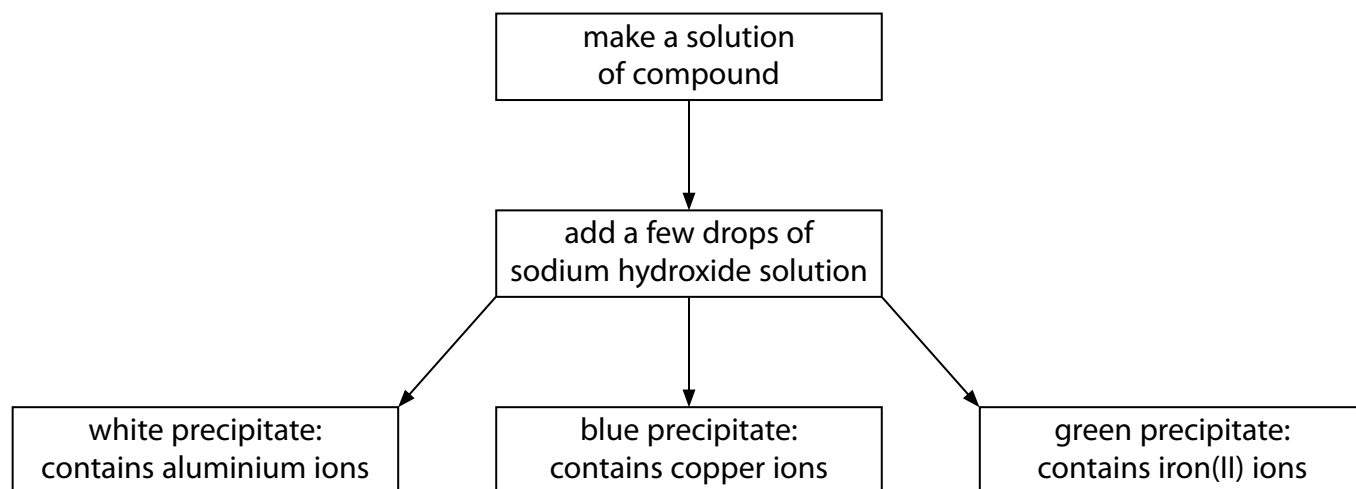 make a solution
of compound
add a few drops of
sodium hydroxide solution
white precipitate:
contains aluminium ions
blue precipitate:
contains copper ions
green precipitate:
contains iron(II) ions